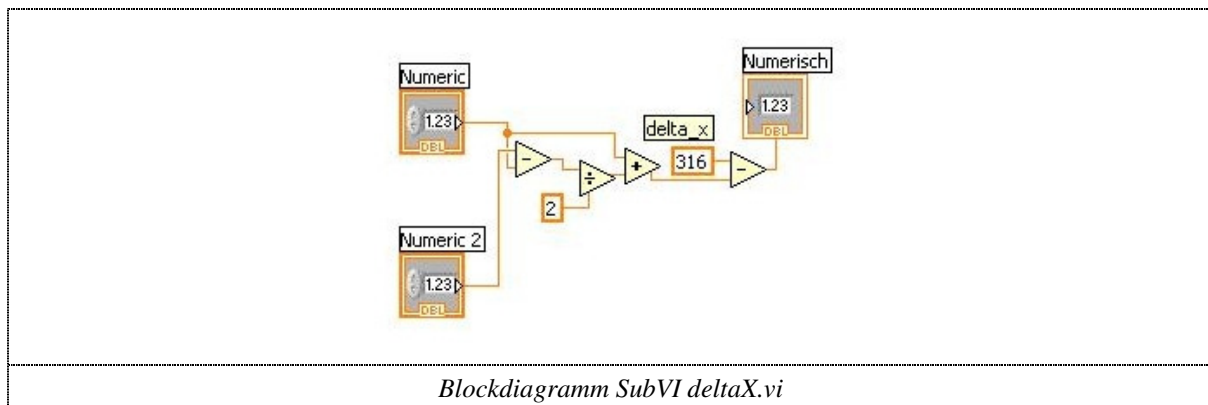 Numerisch
Numeric
1.23
1.23
DBL
delta_x
DBL
316
+
-
÷
-
2
Numeric 2
1.23
DBL
Blockdiagramm SubVI deltaX.vi